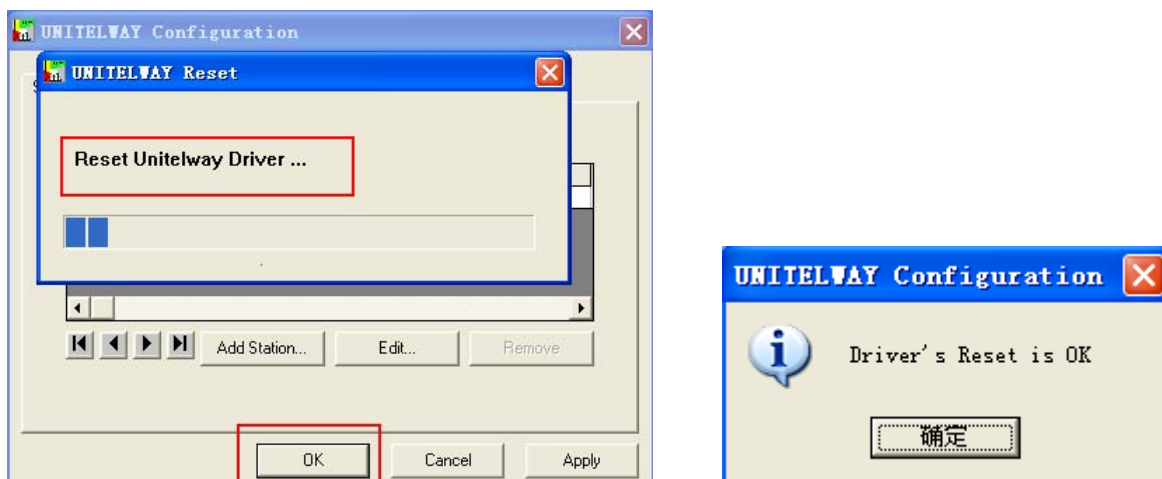 UNITELWAY Configuration
UNITELWAY Reset
Reset Unitelway Driver ...
Add Station...
Edit...
Remove
OK
Cancel
Apply
UNITELWAY Configuration
Driver's Reset is OK
确定